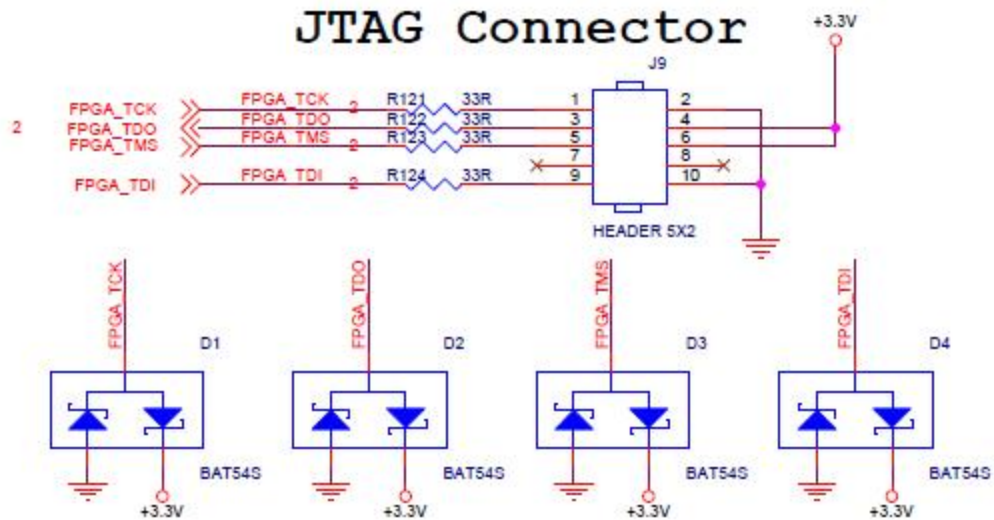 JTAG Connector
+3.3V
J9
FPGA_TCK FPGA_TCK 2 R121 33R 1 2
2 FPGA_TDO FPGA_TDO R122 33R 3 4
FPGA_TMS FPGA_TMS 2 R123 33R 5 6
7 8
FPGA_TDI FPGA_TDI 2 R124 33R 9 10
HEADER 5X2
FPGA_TCK FPGA_TDO FPGA_TMS FPGA_TDI
D1 D2 D3 D4
BAT54S BAT54S BAT54S BAT54S
+3.3V +3.3V +3.3V +3.3V